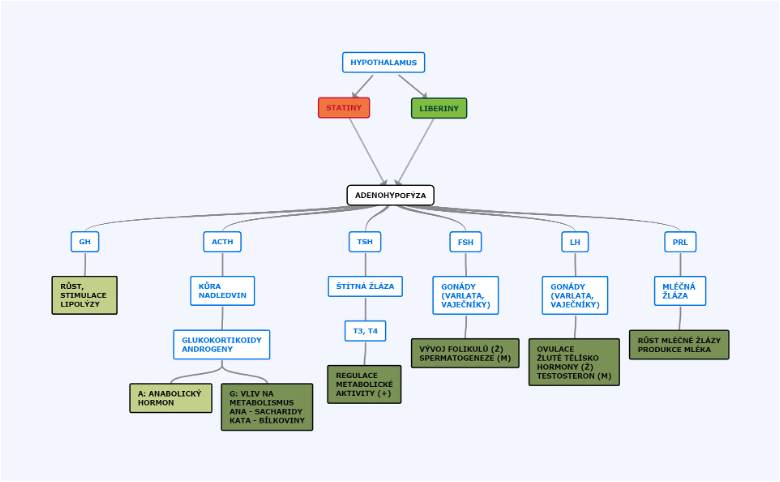 HYPOTHALAMUS
STATINY
LIBERINY
ADENOHYPOFÝZA
GH
ACTH
TSH
FSH
LH
PRL
RŮST,
STIMULACE
LIPOLÝZY
KŮRA
NADLEDVIN
ŠTÍTNÁ ŽLÁZA
GONÁDY
(VARLATA,
VAJEČNÍKY)
GONÁDY
(VARLATA,
VAJEČNÍKY)
MLÉČNÁ
ŽLÁZA
GLUKOKORTIKOIDY
ANDROGENY
T3, T4
VÝVOJ FOLIKULŮ (Ž)
SPERMATOGENEZE (M)
OVULACE
ŽLUTÉ TĚLÍSKO
HORMONY (Ž)
TESTOSTERON (M)
RŮST MLÉČNÉ ŽLÁZY
PRODUKCE MLÉKA
A: ANABOLICKÝ
HORMON
G: VLIV NA
METABOLISMUS
ANA - SACHARIDY
KATA - BÍLKOVINY
REGULACE
METABOLICKÉ
AKTIVITY (+)